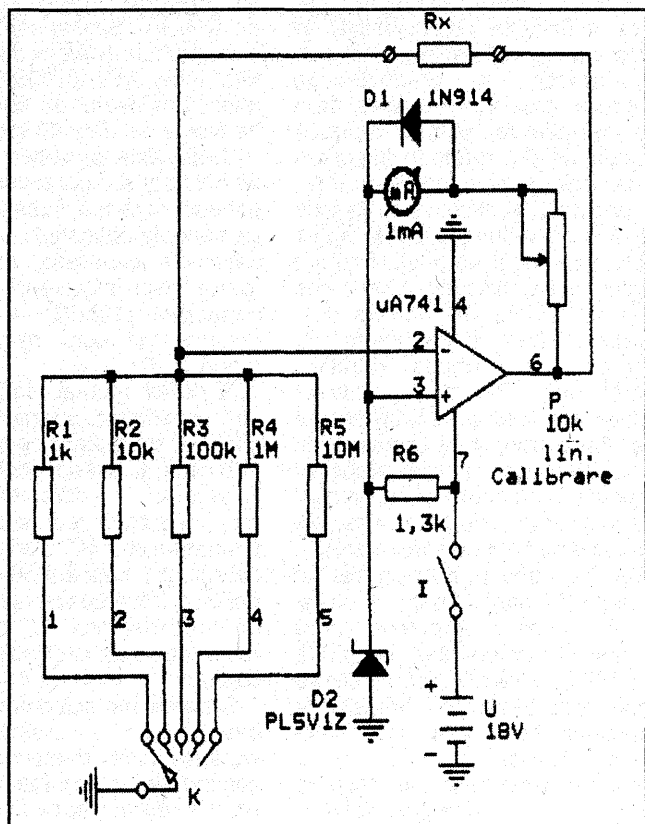 Rx
D1 1N914
mA
1mA
uA741
4
2
-
3
+
6
7
P
10k
lin.
Calibrare
R1
1k
R2
10k
R3
100k
R4
1M
R5
10M
R6
1,3k
1
2
3
4
5
I
D2
PL5V1Z
+
-
U
18V
K